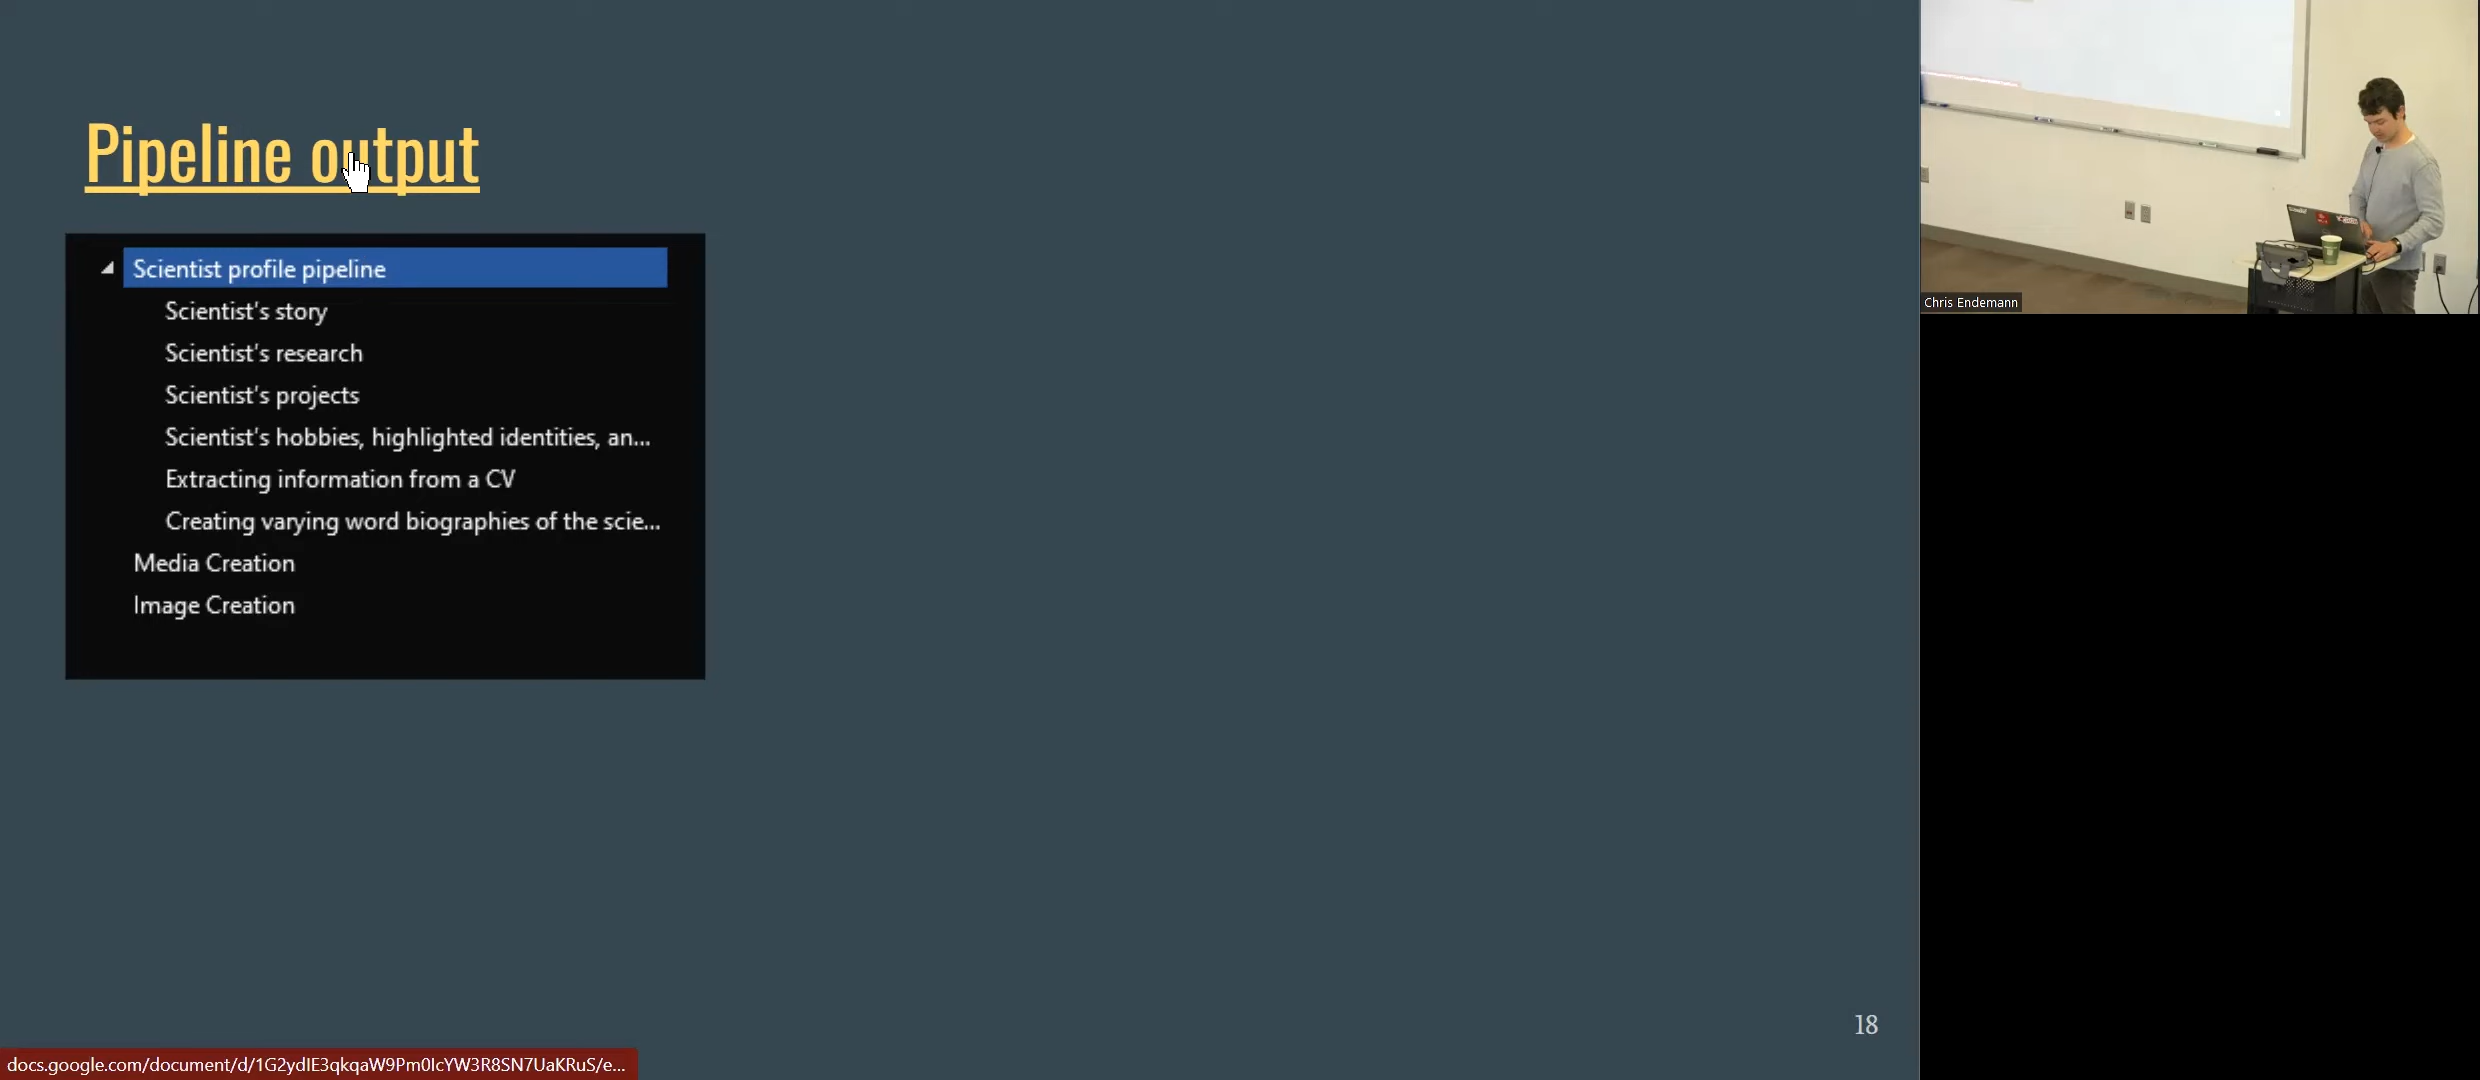 Pipeline output
Scientist profile pipeline
Scientist's story
Scientist's research
Scientist's projects
Scientist's hobbies, highlighted identities, an...
Extracting information from a CV
Creating varying word biographies of the scie...
Media Creation
Image Creation
18
docs.google.com/document/d/1G2ydIE3qkqaW9Pm0IcYW3R8SN7UaKRuS/e...
Chris Endemann